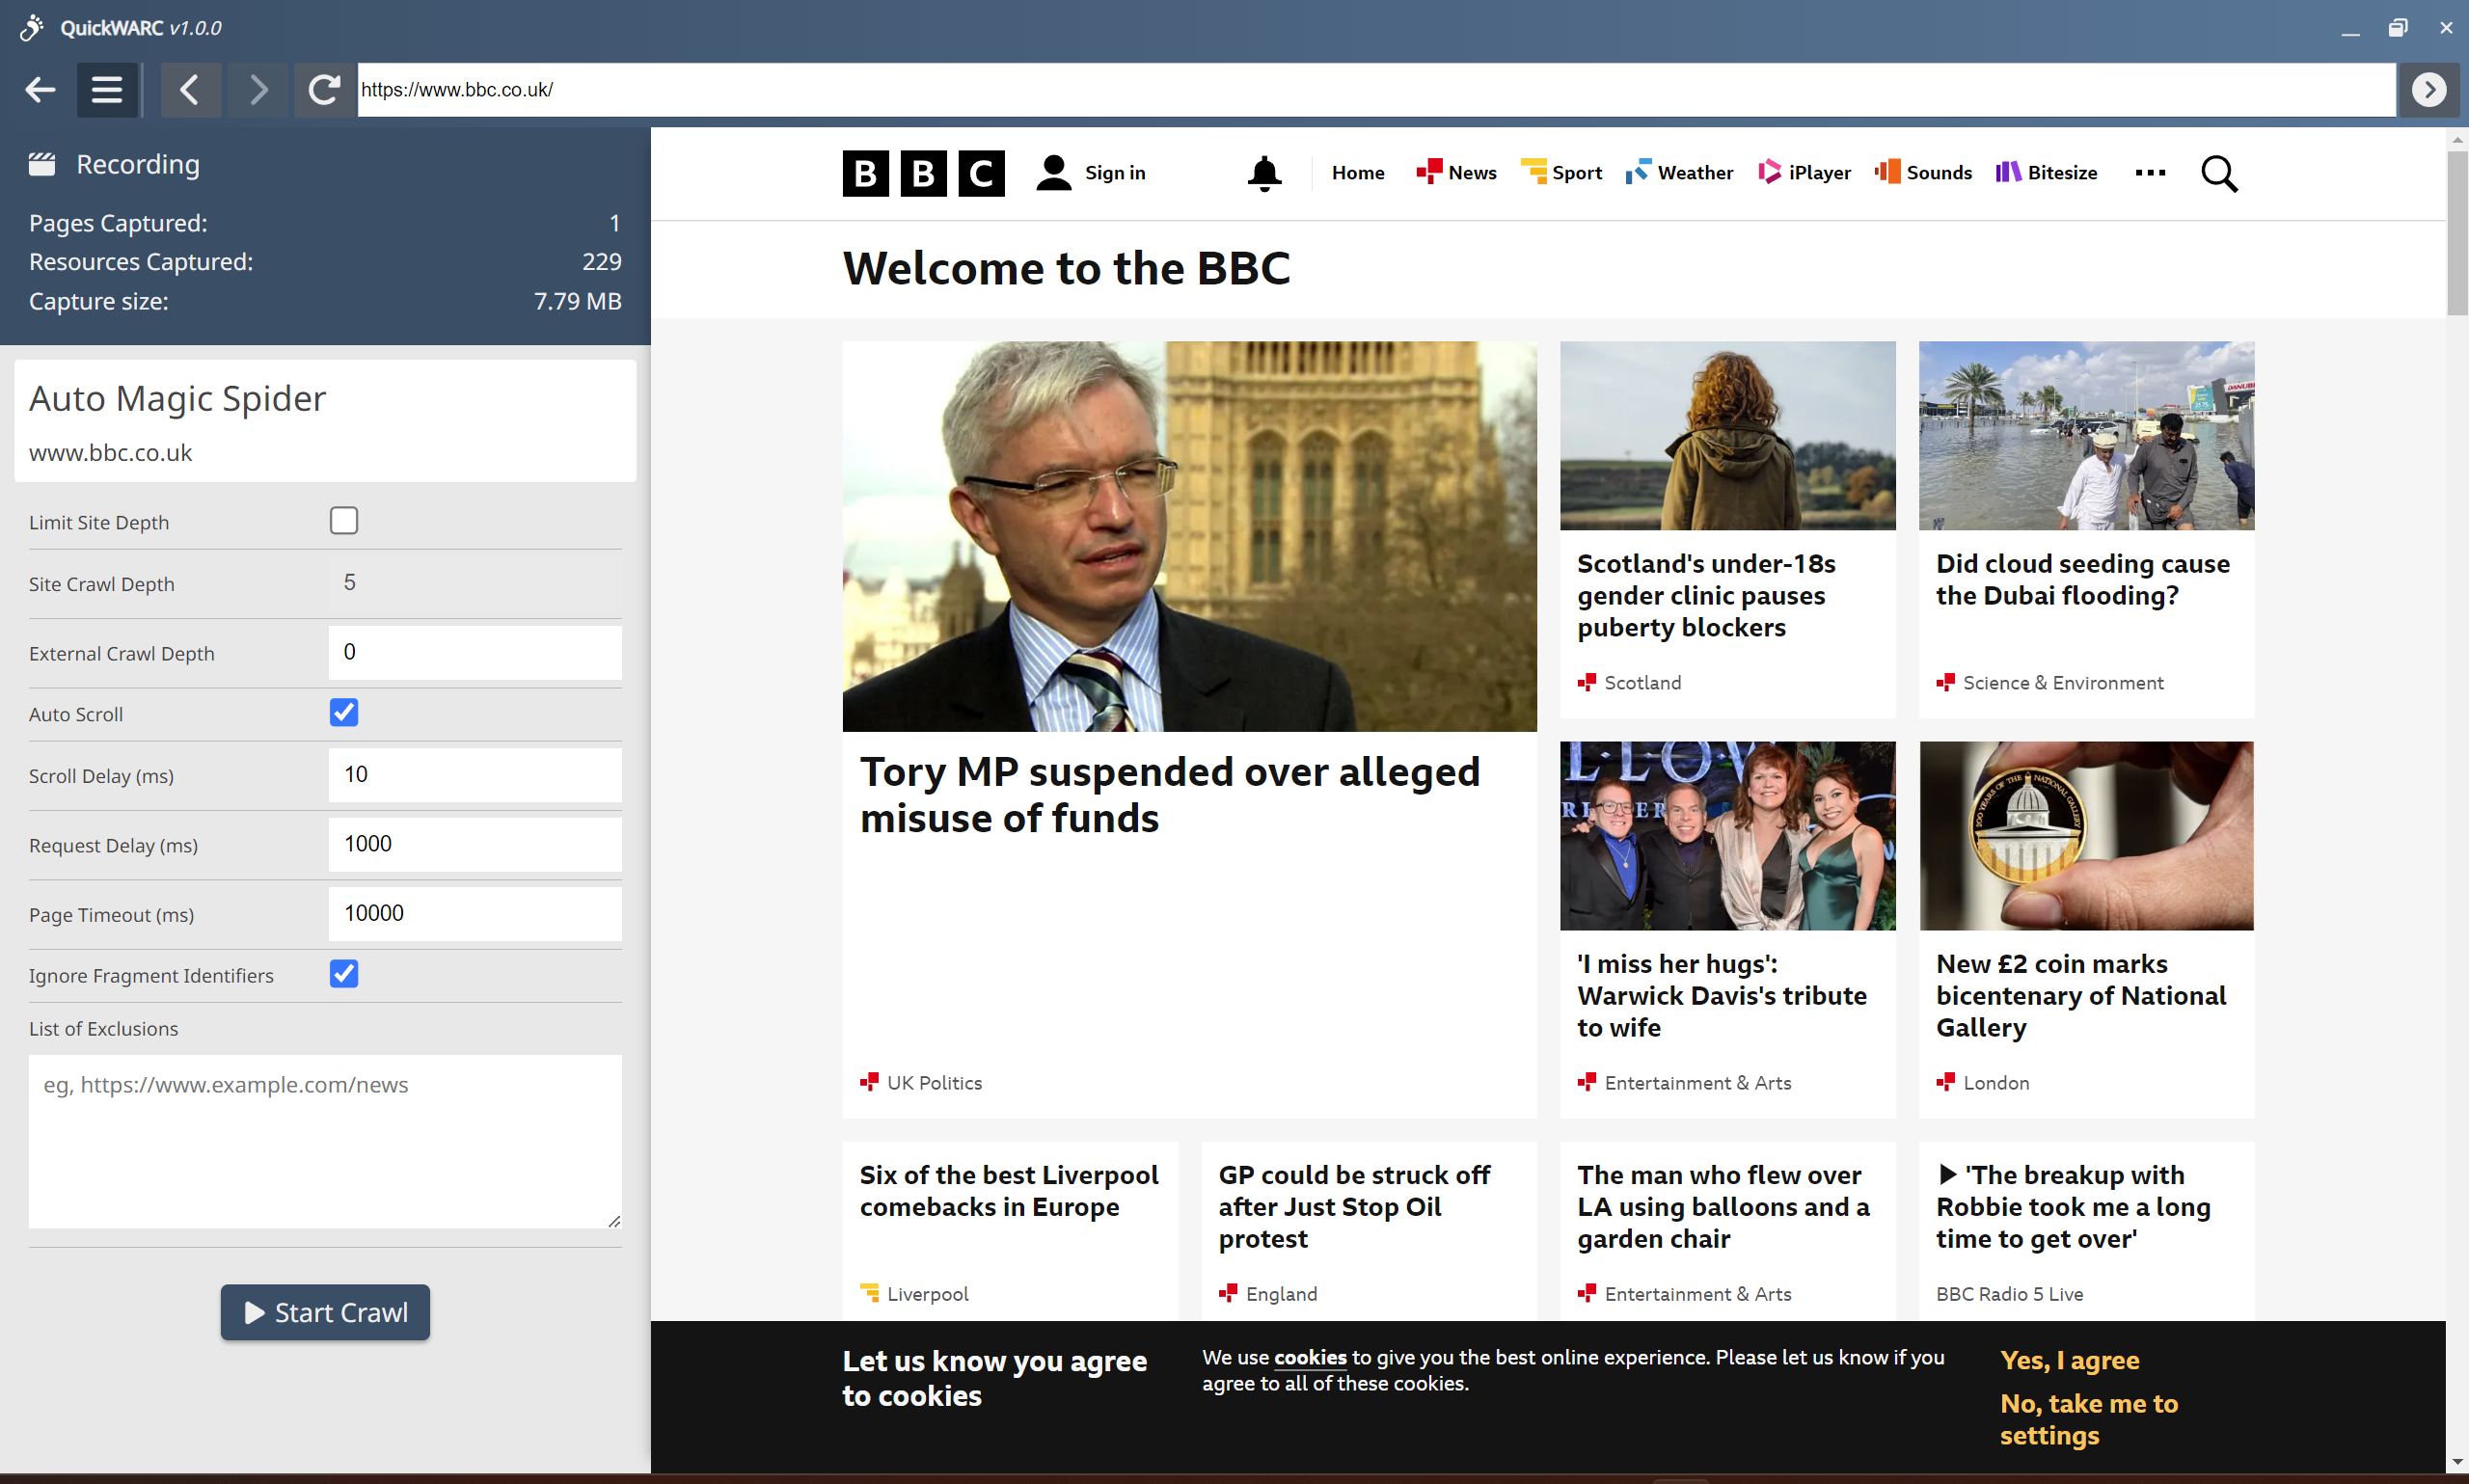 QuickWARC v1.0.0
https://www.bbc.co.uk/
Recording
Pages Captured: 1
Resources Captured: 229
Capture size: 7.79 MB
Auto Magic Spider
www.bbc.co.uk
Limit Site Depth
Site Crawl Depth 5
External Crawl Depth 0
Auto Scroll
Scroll Delay (ms) 10
Request Delay (ms) 1000
Page Timeout (ms) 10000
Ignore Fragment Identifiers
List of Exclusions
eg, https://www.example.com/news
Start Crawl
BBC Sign in Home News Sport Weather iPlayer Sounds Bitesize
Welcome to the BBC
Tory MP suspended over alleged
misuse of funds
UK Politics
Scotland's under-18s
gender clinic pauses
puberty blockers
Scotland
DANUBE
Did cloud seeding cause
the Dubai flooding?
Science & Environment
'I miss her hugs':
Warwick Davis's tribute
to wife
Entertainment & Arts
200 YEARS OF THE NATIONAL GALLERY
New £2 coin marks
bicentenary of National
Gallery
London
Six of the best Liverpool
comebacks in Europe
Liverpool
GP could be struck off
after Just Stop Oil
protest
England
The man who flew over
LA using balloons and a
garden chair
Entertainment & Arts
'The breakup with
Robbie took me a long
time to get over'
BBC Radio 5 Live
Let us know you agree
to cookies
We use cookies to give you the best online experience. Please let us know if you
agree to all of these cookies.
Yes, I agree
No, take me to
settings